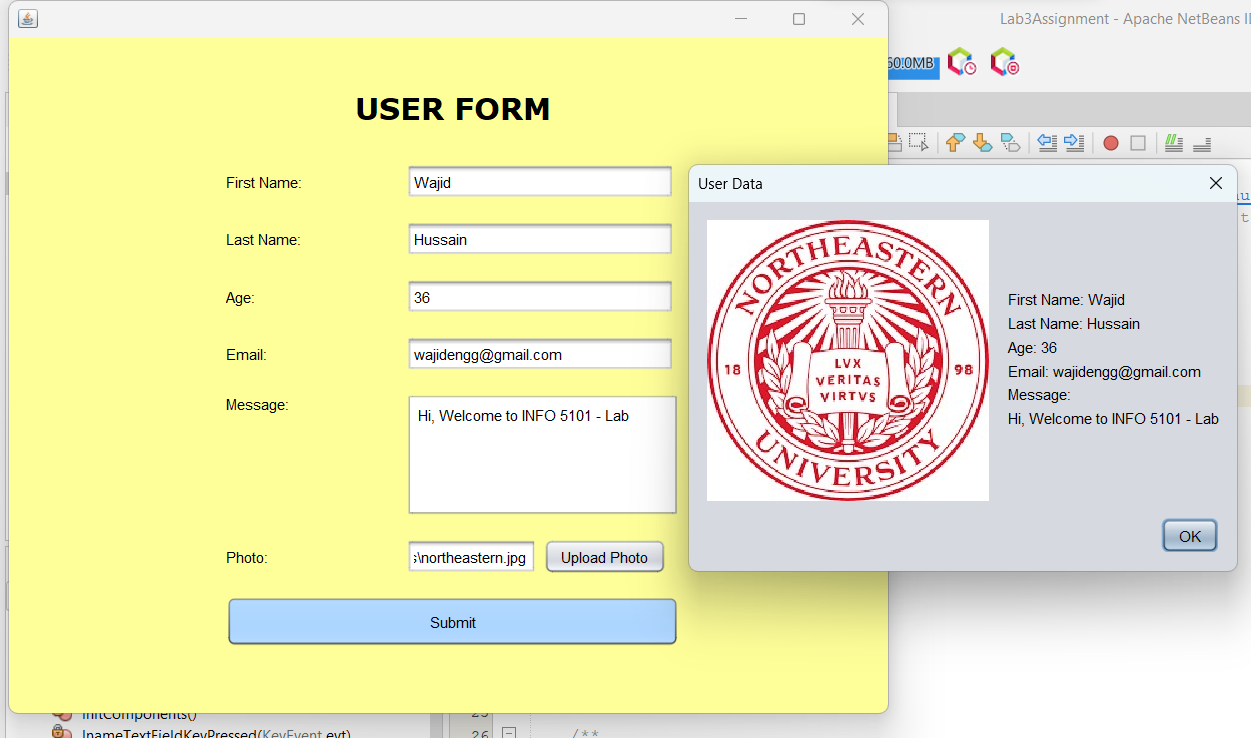 Lab3Assignment - Apache NetBeans I
60.0MB
USER FORM
First Name:
Wajid
Last Name:
Hussain
Age:
36
Email:
wajidengg@gmail.com
Message:
Hi, Welcome to INFO 5101 - Lab
Photo:
s\northeastern.jpg
Upload Photo
Submit
User Data
NORTHEASTERN
18
98
LVX
VERITAS
VIRTVS
UNIVERSITY
First Name: Wajid
Last Name: Hussain
Age: 36
Email: wajidengg@gmail.com
Message:
Hi, Welcome to INFO 5101 - Lab
OK
initComponents()
lnameTextFieldKeyPressed(KeyEvent evt)
25
26
/**